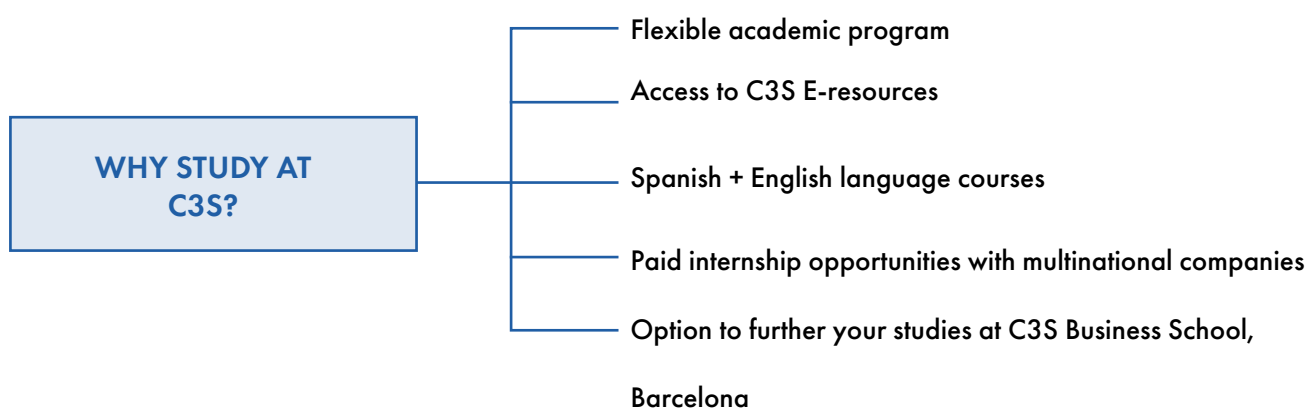 WHY STUDY AT
C3S?
Flexible academic program
Access to C3S E-resources
Spanish + English language courses
Paid internship opportunities with multinational companies
Option to further your studies at C3S Business School,
Barcelona